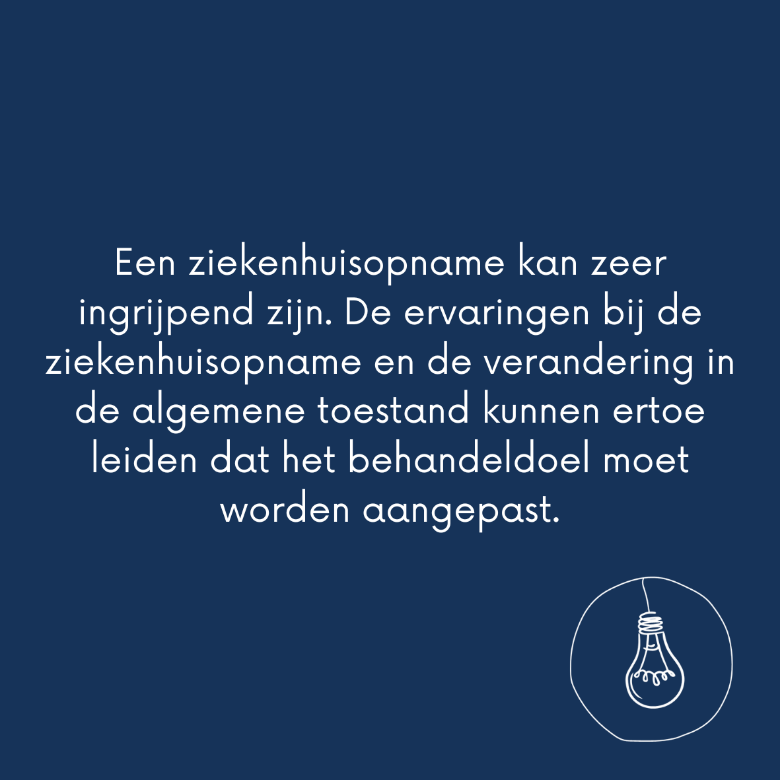 Een ziekenhuisopname kan zeer
ingrijpend zijn. De ervaringen bij de
ziekenhuisopname en de verandering in
de algemene toestand kunnen ertoe
leiden dat het behandeldoel moet
worden aangepast.